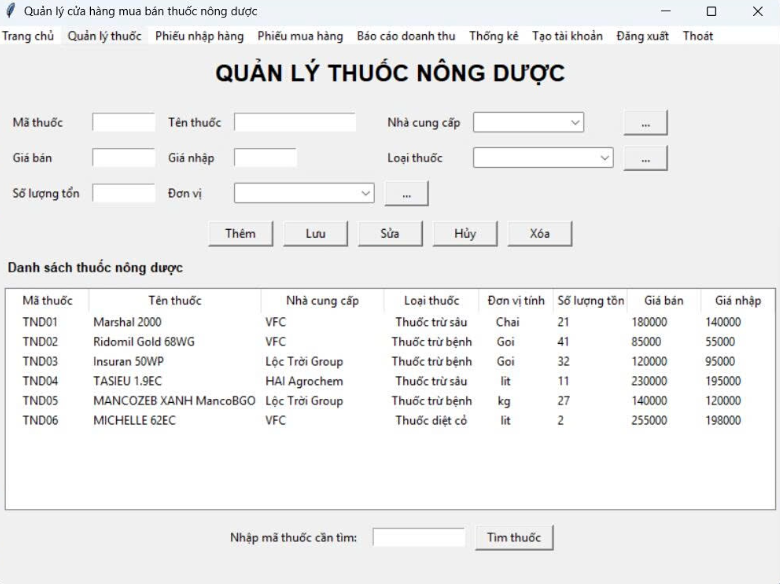 Quản lý cửa hàng mua bán thuốc nông dược
Trang chủ Quản lý thuốc Phiếu nhập hàng Phiếu mua hàng Báo cáo doanh thu Thống kê Tạo tài khoản Đăng xuất Thoát
QUẢN LÝ THUỐC NÔNG DƯỢC
Mã thuốc Tên thuốc Nhà cung cấp ...
Giá bán Giá nhập Loại thuốc ...
Số lượng tồn Đơn vị ...
Thêm Lưu Sửa Hủy Xóa
Danh sách thuốc nông dược
Mã thuốc Tên thuốc Nhà cung cấp Loại thuốc Đơn vị tính Số lượng tồn Giá bán Giá nhập
TND01 Marshal 2000 VFC Thuốc trừ sâu Chai 21 180000 140000
TND02 Ridomil Gold 68WG VFC Thuốc trừ bệnh Goi 41 85000 55000
TND03 Insuran 50WP Lộc Trời Group Thuốc trừ bệnh Goi 32 120000 95000
TND04 TASIEU 1.9EC HAI Agrochem Thuốc trừ sâu lit 11 230000 195000
TND05 MANCOZEB XANH MancoBGO Lộc Trời Group Thuốc trừ bệnh kg 27 140000 120000
TND06 MICHELLE 62EC VFC Thuốc diệt cỏ lit 2 255000 198000
Nhập mã thuốc cần tìm: Tìm thuốc